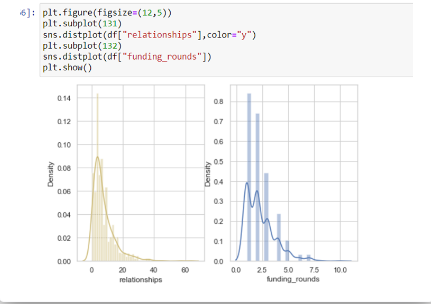 6]: plt.figure(figsize=(12,5))
plt.subplot(131)
sns.distplot(df["relationships"],color="y")
plt.subplot(132)
sns.distplot(df["funding_rounds"])
plt.show()
0.14
0.12
0.10
0.08
0.06
0.04
0.02
0.00
Density
0 20 40 60
relationships
0.8
0.7
0.6
0.5
0.4
0.3
0.2
0.1
0.0
Density
0.0 2.5 5.0 7.5 10.0
funding_rounds